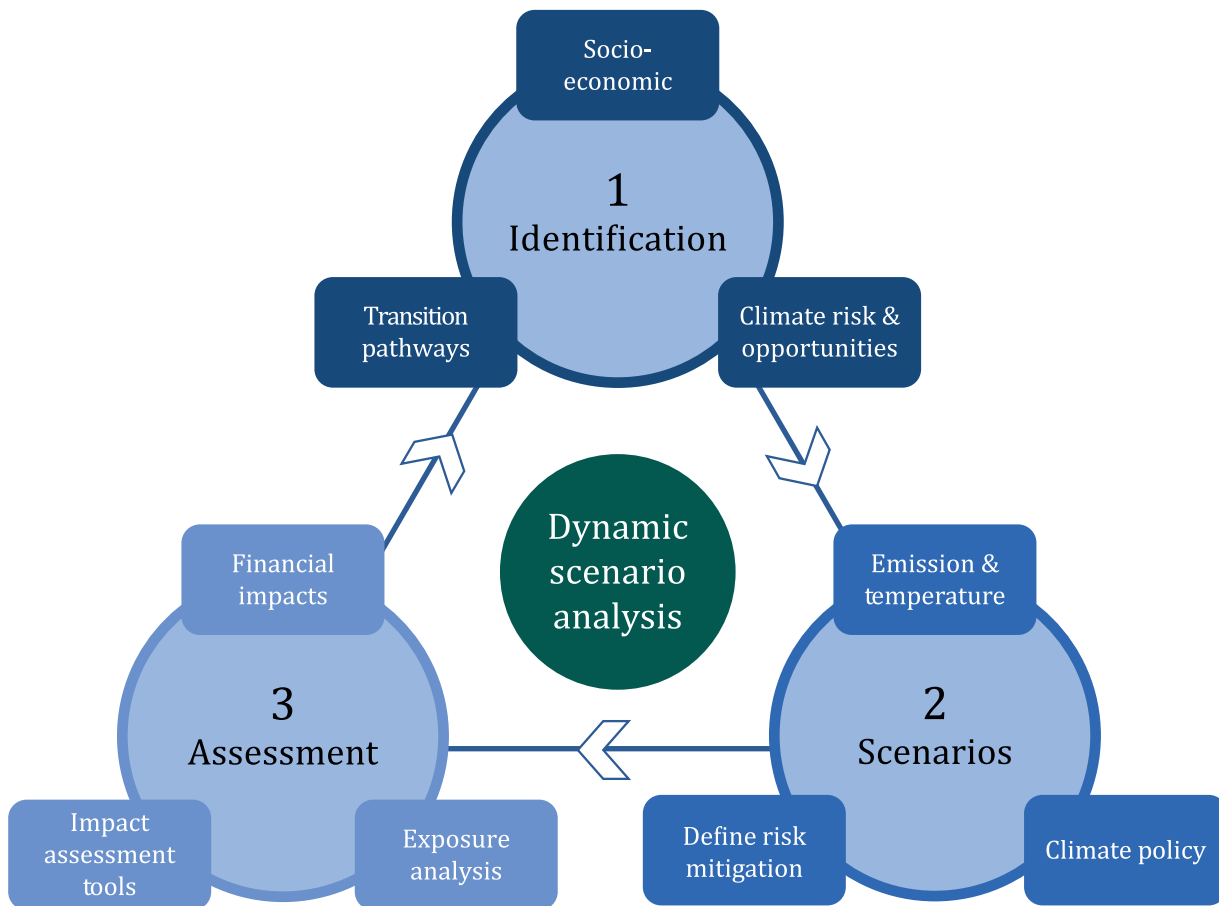 Socio-
economic
1
Identification
Transition
pathways
Climate risk &
opportunities
Dynamic
scenario
analysis
Financial
impacts
Emission &
temperature
3
Assessment
2
Scenarios
Impact
assessment
tools
Exposure
analysis
Define risk
mitigation
Climate policy